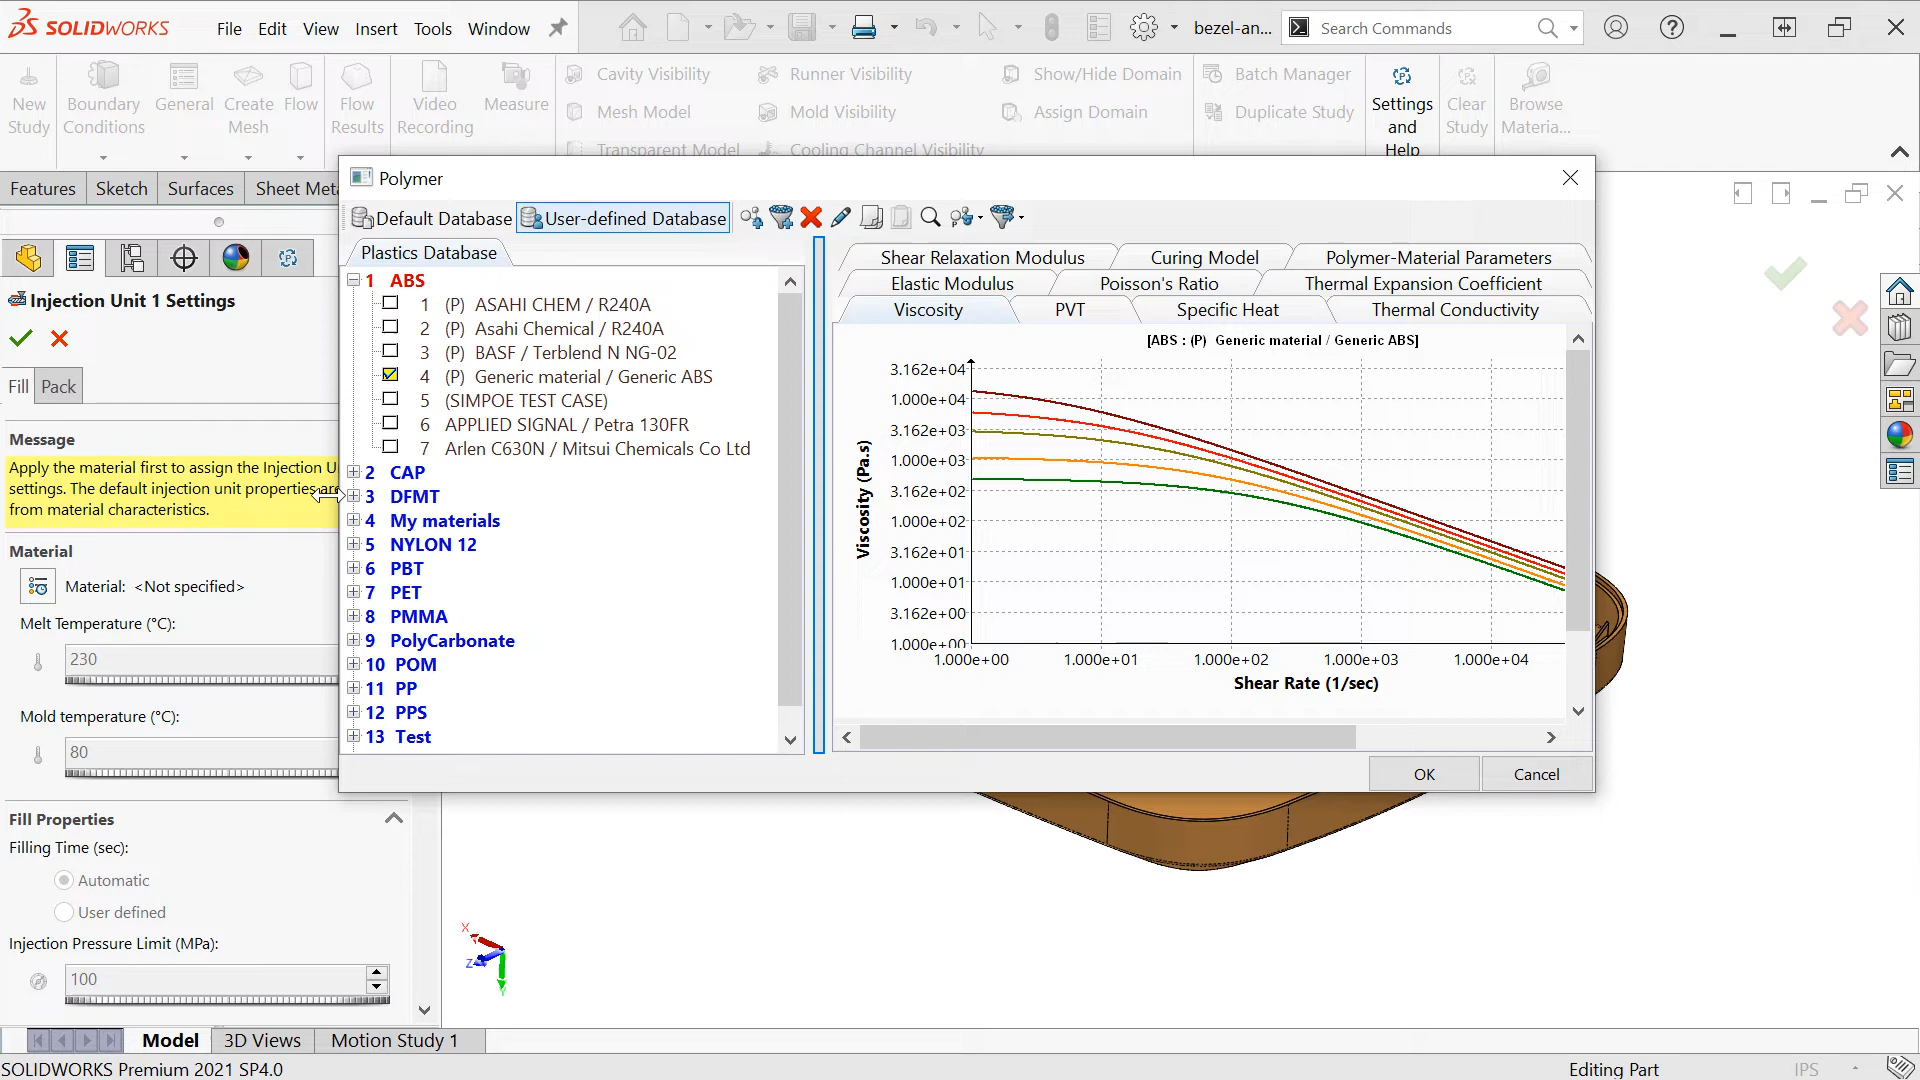 SOLIDWORKS File Edit View Insert Tools Window bezel-an... Search Commands
New Study
Boundary Conditions
General
Create Mesh
Flow
Flow Results
Video Recording
Measure
Cavity Visibility
Mesh Model
Transparent Model
Runner Visibility
Mold Visibility
Cooling Channel Visibility
Show/Hide Domain
Assign Domain
Batch Manager
Duplicate Study
Settings and Help
Clear Study
Browse Materia...
Features Sketch Surfaces Sheet Meta
Injection Unit 1 Settings
Fill Pack
Message
Apply the material first to assign the Injection U
settings. The default injection unit properties are
from material characteristics.
Material
Material: <Not specified>
Melt Temperature (°C):
230
Mold temperature (°C):
80
Fill Properties
Filling Time (sec):
Automatic
User defined
Injection Pressure Limit (MPa):
100
Polymer
Default Database User-defined Database
Plastics Database
1 ABS
1 (P) ASAHI CHEM / R240A
2 (P) Asahi Chemical / R240A
3 (P) BASF / Terblend N NG-02
4 (P) Generic material / Generic ABS
5 (SIMPOE TEST CASE)
6 APPLIED SIGNAL / Petra 130FR
7 Arlen C630N / Mitsui Chemicals Co Ltd
2 CAP
3 DFMT
4 My materials
5 NYLON 12
6 PBT
7 PET
8 PMMA
9 PolyCarbonate
10 POM
11 PP
12 PPS
13 Test
Shear Relaxation Modulus Curing Model Polymer-Material Parameters
Elastic Modulus Poisson's Ratio Thermal Expansion Coefficient
Viscosity PVT Specific Heat Thermal Conductivity
[ABS : (P) Generic material / Generic ABS]
Viscosity (Pa.s)
3.162e+04
1.000e+04
3.162e+03
1.000e+03
3.162e+02
1.000e+02
3.162e+01
1.000e+01
3.162e+00
1.000e+00
1.000e+00 1.000e+01 1.000e+02 1.000e+03 1.000e+04
Shear Rate (1/sec)
OK Cancel
X
Z
Y
Model 3D Views Motion Study 1
SOLIDWORKS Premium 2021 SP4.0 Editing Part IPS